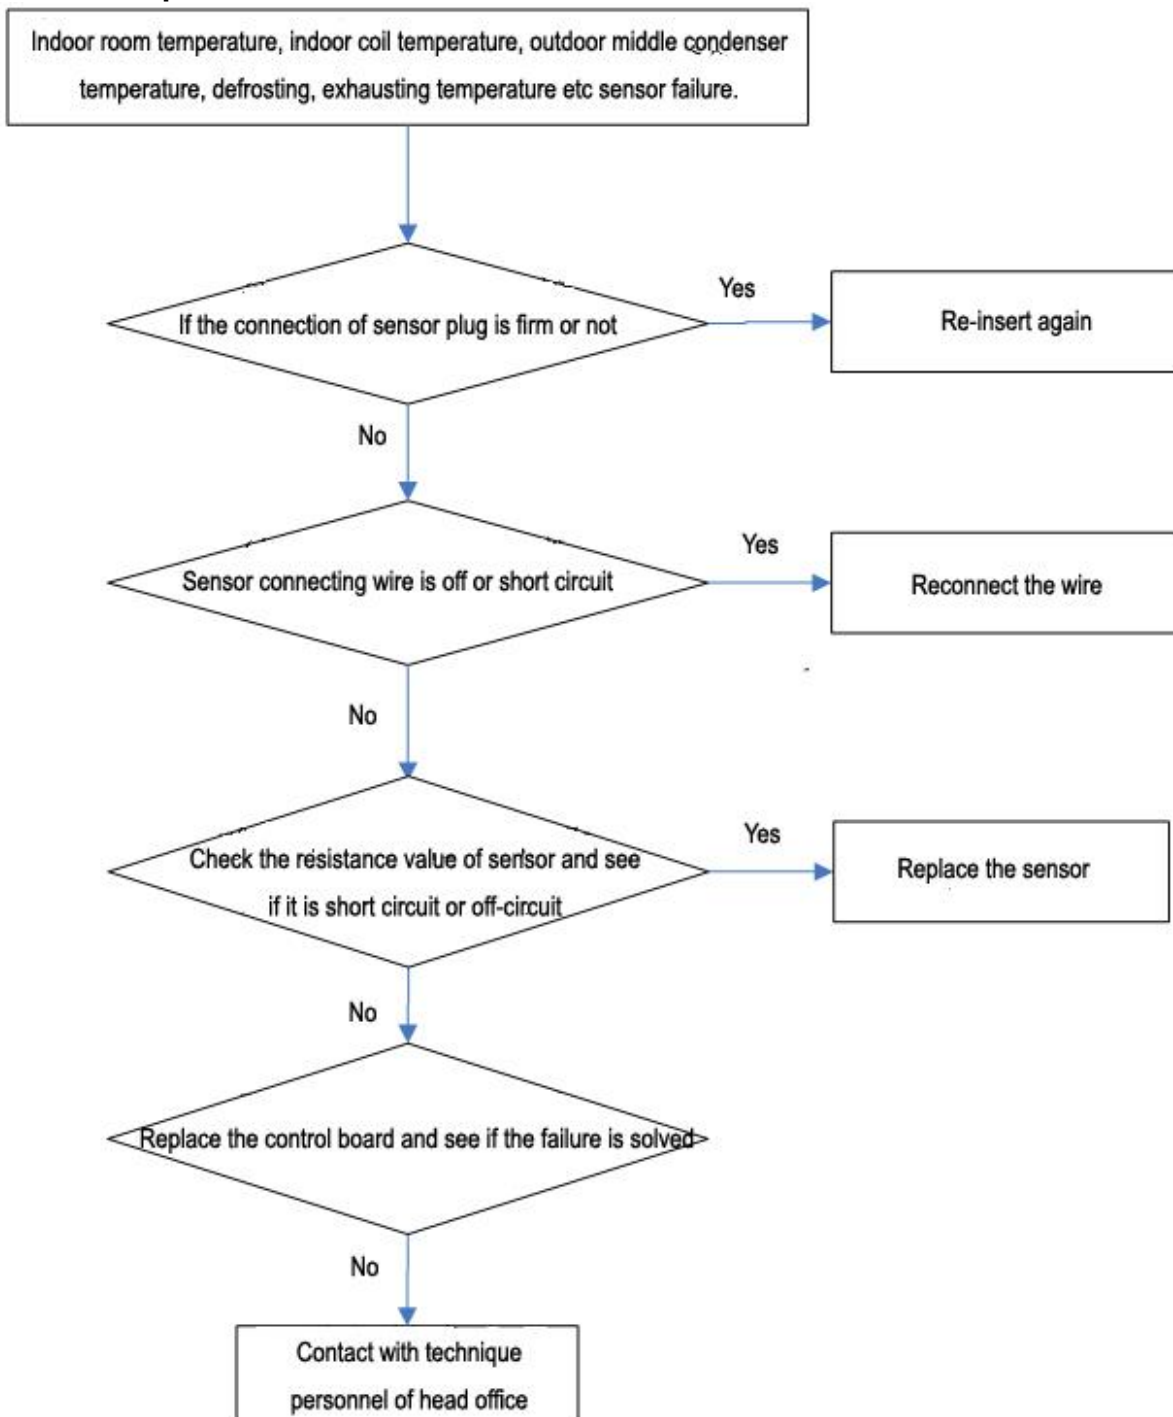 Indoor room temperature, indoor coil temperature, outdoor middle condenser
temperature, defrosting, exhausting temperature etc sensor failure.
If the connection of sensor plug is firm or not
Yes
Re-insert again
No
Sensor connecting wire is off or short circuit
Yes
Reconnect the wire
No
Check the resistance value of sensor and see
if it is short circuit or off-circuit
Yes
Replace the sensor
No
Replace the control board and see if the failure is solved
No
Contact with technique
personnel of head office